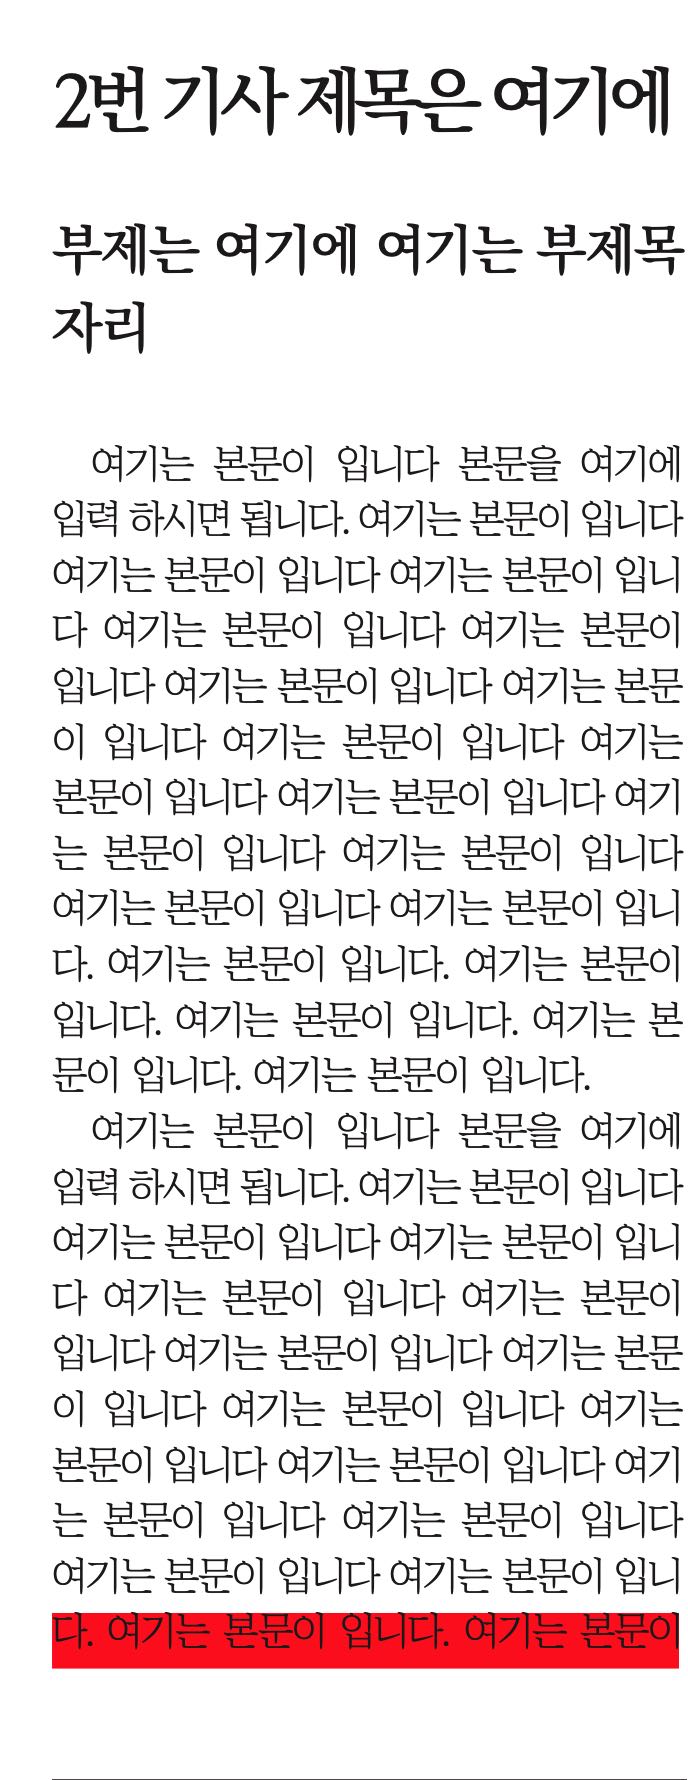 2번 기사 제목은 여기에
부제는 여기에 여기는 부제목
자리
여기는 본문이 입니다 본문을 여기에
입력 하시면 됩니다. 여기는 본문이 입니다
여기는 본문이 입니다 여기는 본문이 입니
다 여기는 본문이 입니다 여기는 본문이
입니다 여기는 본문이 입니다 여기는 본문
이 입니다 여기는 본문이 입니다 여기는
본문이 입니다 여기는 본문이 입니다 여기
는 본문이 입니다 여기는 본문이 입니다
여기는 본문이 입니다 여기는 본문이 입니
다. 여기는 본문이 입니다. 여기는 본문이
입니다. 여기는 본문이 입니다. 여기는 본
문이 입니다. 여기는 본문이 입니다.
여기는 본문이 입니다 본문을 여기에
입력 하시면 됩니다. 여기는 본문이 입니다
여기는 본문이 입니다 여기는 본문이 입니
다 여기는 본문이 입니다 여기는 본문이
입니다 여기는 본문이 입니다 여기는 본문
이 입니다 여기는 본문이 입니다 여기는
본문이 입니다 여기는 본문이 입니다 여기
는 본문이 입니다 여기는 본문이 입니다
여기는 본문이 입니다 여기는 본문이 입니
다. 여기는 본문이 입니다. 여기는 본문이